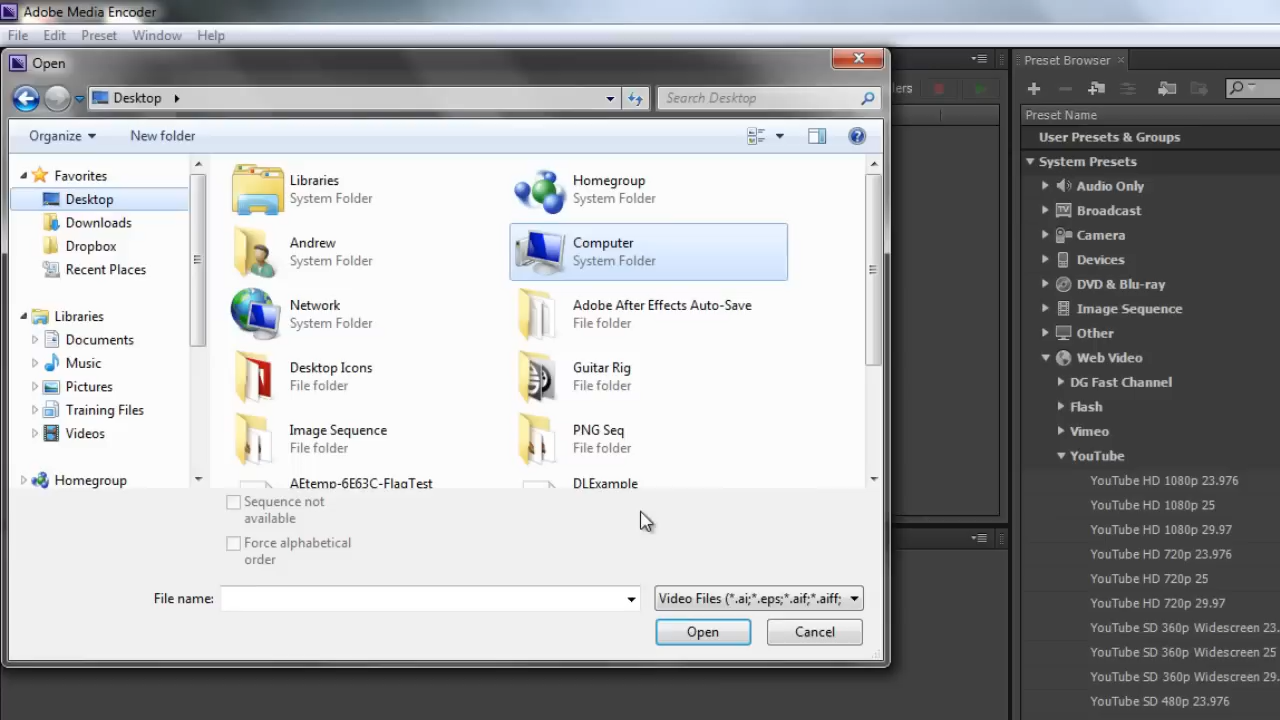 Adobe Media Encoder
File Edit Preset Window Help
Open
Desktop
Search Desktop
Organize New folder
Favorites
Desktop
Downloads
Dropbox
Recent Places
Libraries
Documents
Music
Pictures
Training Files
Videos
Homegroup
Libraries
System Folder
Homegroup
System Folder
Andrew
System Folder
Computer
System Folder
Network
System Folder
Adobe After Effects Auto-Save
File folder
Desktop Icons
File folder
Guitar Rig
File folder
Image Sequence
File folder
PNG Seq
File folder
AEtemp-6E63C-FlagTest
DLExample
Sequence not
available
Force alphabetical
order
File name:
Video Files (*.ai;*.eps;*.aif;*.aiff;
Open
Cancel
lers
Preset Browser
Preset Name
User Presets & Groups
System Presets
Audio Only
TV
Broadcast
Camera
Devices
DVD & Blu-ray
Image Sequence
Other
Web Video
DG Fast Channel
Flash
Vimeo
YouTube
YouTube HD 1080p 23.976
YouTube HD 1080p 25
YouTube HD 1080p 29.97
YouTube HD 720p 23.976
YouTube HD 720p 25
YouTube HD 720p 29.97
YouTube SD 360p Widescreen 23.
YouTube SD 360p Widescreen 25
YouTube SD 360p Widescreen 29.
YouTube SD 480p 23.976